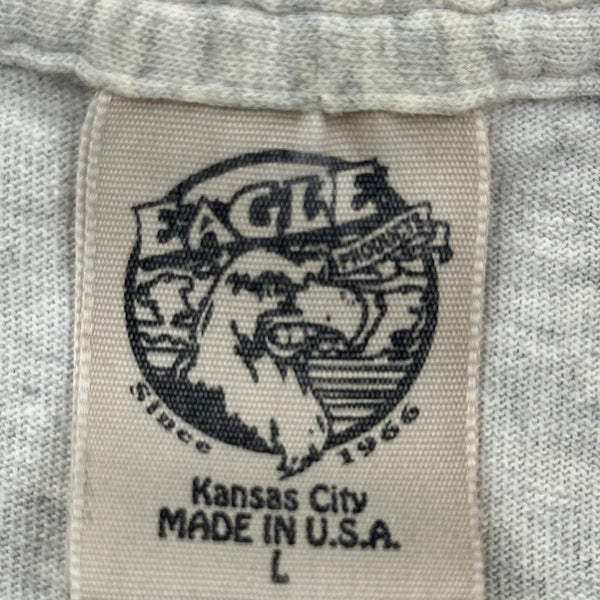 EAGLE
PRODUCTS
Since 1966
Kansas City
MADE IN U.S.A.
L